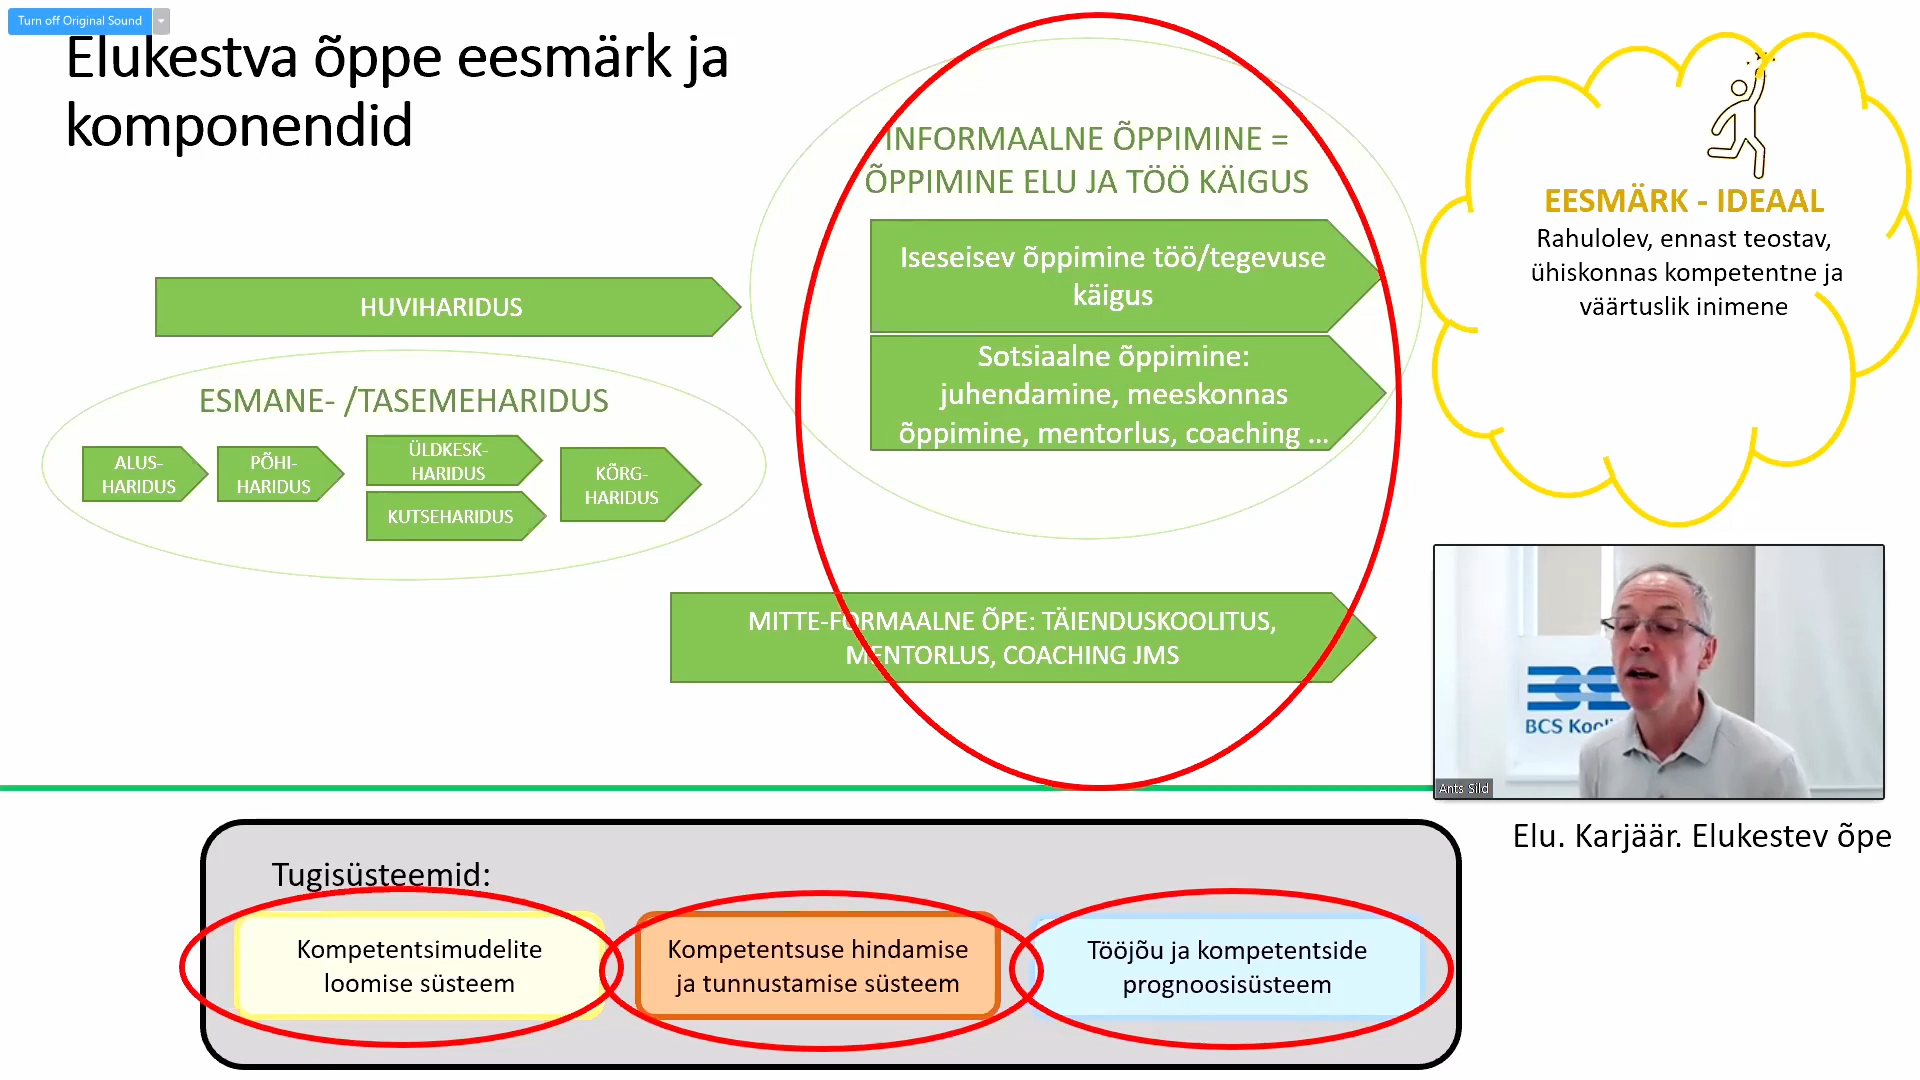 Turn off Original Sound
Elukestva õppe eesmärk ja
komponendid
INFORMAALNE ÕPPIMINE =
ÕPPIMINE ELU JA TÖÖ KÄIGUS
Iseseisev õppimine töö/tegevuse
käigus
Sotsiaalne õppimine:
juhendamine, meeskonnas
õppimine, mentorlus, coaching ...
EESMÄRK - IDEAAL
Rahulolev, ennast teostav,
ühiskonnas kompetentne ja
väärtuslik inimene
HUVIHARIDUS
ESMANE- /TASEMEHARIDUS
ALUS-
HARIDUS
PÕHI-
HARIDUS
ÜLDKESK-
HARIDUS
KUTSEHARIDUS
KÕRG-
HARIDUS
MITTE-FORMAALNE ÕPE: TÄIENDUSKOOLITUS,
MENTORLUS, COACHING JMS
BCS
Ants Sild
Elu. Karjäär. Elukestev õpe
Tugisüsteemid:
Kompetentsimudelite
loomise süsteem
Kompetentsuse hindamise
ja tunnustamise süsteem
Tööjõu ja kompetentside
prognoosisüsteem